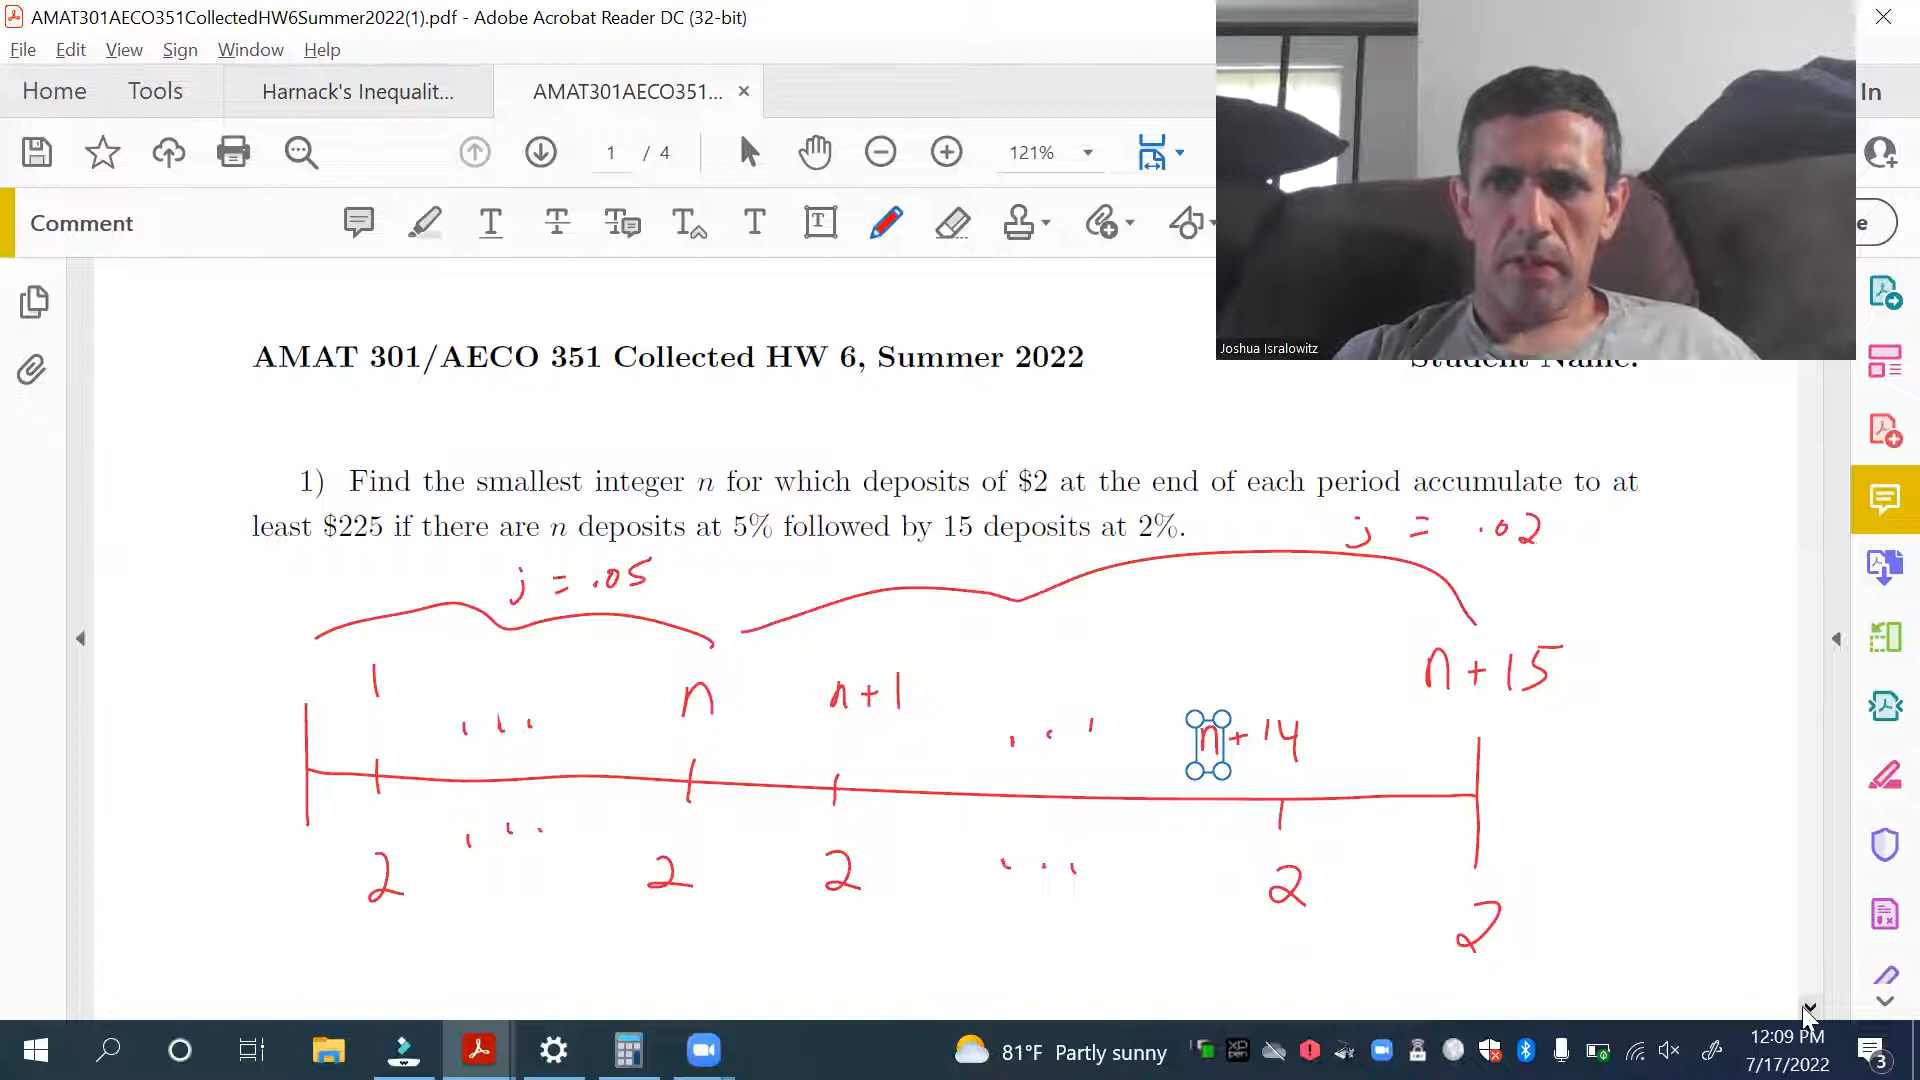 AMAT301AECO351CollectedHW6Summer2022(1).pdf - Adobe Acrobat Reader DC (32-bit)
File Edit View Sign Window Help
Home Tools Harnack's Inequalit... AMAT301AECO351... × In
1 / 4 121%
Comment
Joshua Isralowitz
AMAT 301/AECO 351 Collected HW 6, Summer 2022 Student Name:
1) Find the smallest integer n for which deposits of $2 at the end of each period accumulate to at
least $225 if there are n deposits at 5% followed by 15 deposits at 2%.
j = .02
j = .05
1 ... n n+1 ... n+14 n+15
2 ... 2 2 ... 2 2
81°F Partly sunny
12:09 PM
7/17/2022
3